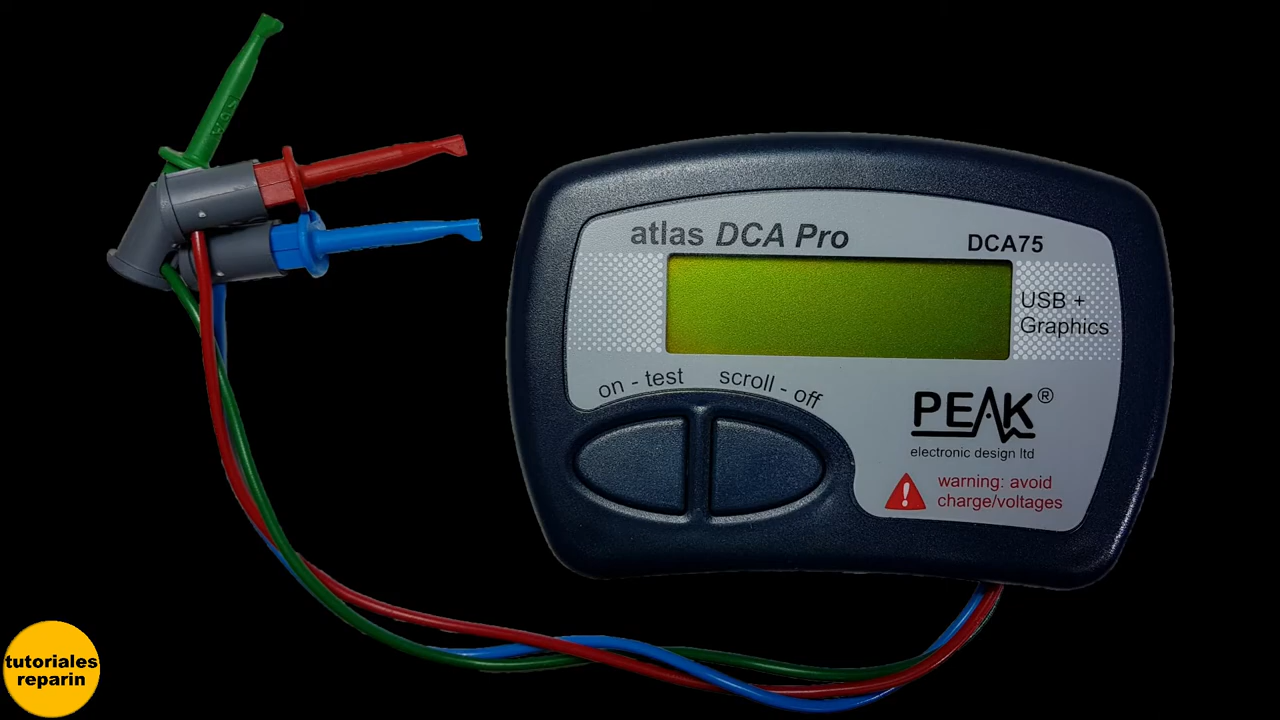 atlas DCA Pro
DCA75
USB +
Graphics
on - test
scroll - off
PEAK®
electronic design ltd
warning: avoid
charge/voltages
tutoriales
reparin